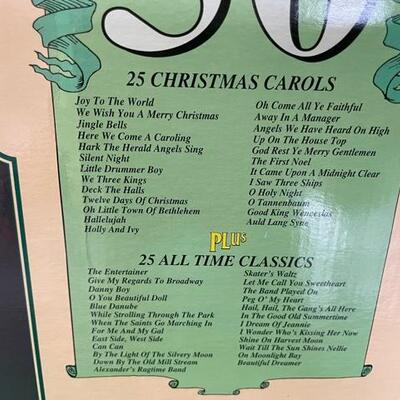 50
25 CHRISTMAS CAROLS
Joy To The World
We Wish You A Merry Christmas
Jingle Bells
Here We Come A Caroling
Hark The Herald Angels Sing
Silent Night
Little Drummer Boy
We Three Kings
Deck The Halls
Twelve Days Of Christmas
Oh Little Town Of Bethlehem
Hallelujah
Holly And Ivy
Oh Come All Ye Faithful
Away In A Manager
Angels We Have Heard On High
Up On The House Top
God Rest Ye Merry Gentlemen
The First Noel
It Came Upon A Midnight Clear
I Saw Three Ships
O Holy Night
O Tannenbaum
Good King Wenceslas
Auld Lang Syne
PLUS
25 ALL TIME CLASSICS
The Entertainer
Give My Regards To Broadway
Danny Boy
O You Beautiful Doll
Blue Danube
While Strolling Through The Park
When The Saints Go Marching In
For Me And My Gal
East Side, West Side
Can Can
By The Light Of The Silvery Moon
Down By The Old Mill Stream
Alexander's Ragtime Band
Skater's Waltz
Let Me Call You Sweetheart
The Band Played On
Peg O' My Heart
Hail, Hail, The Gang's All Here
In The Good Old Summertime
I Dream Of Jeannie
I Wonder Who's Kissing Her Now
Shine On Harvest Moon
Wait Till The Sun Shines Nellie
On Moonlight Bay
Beautiful Dreamer